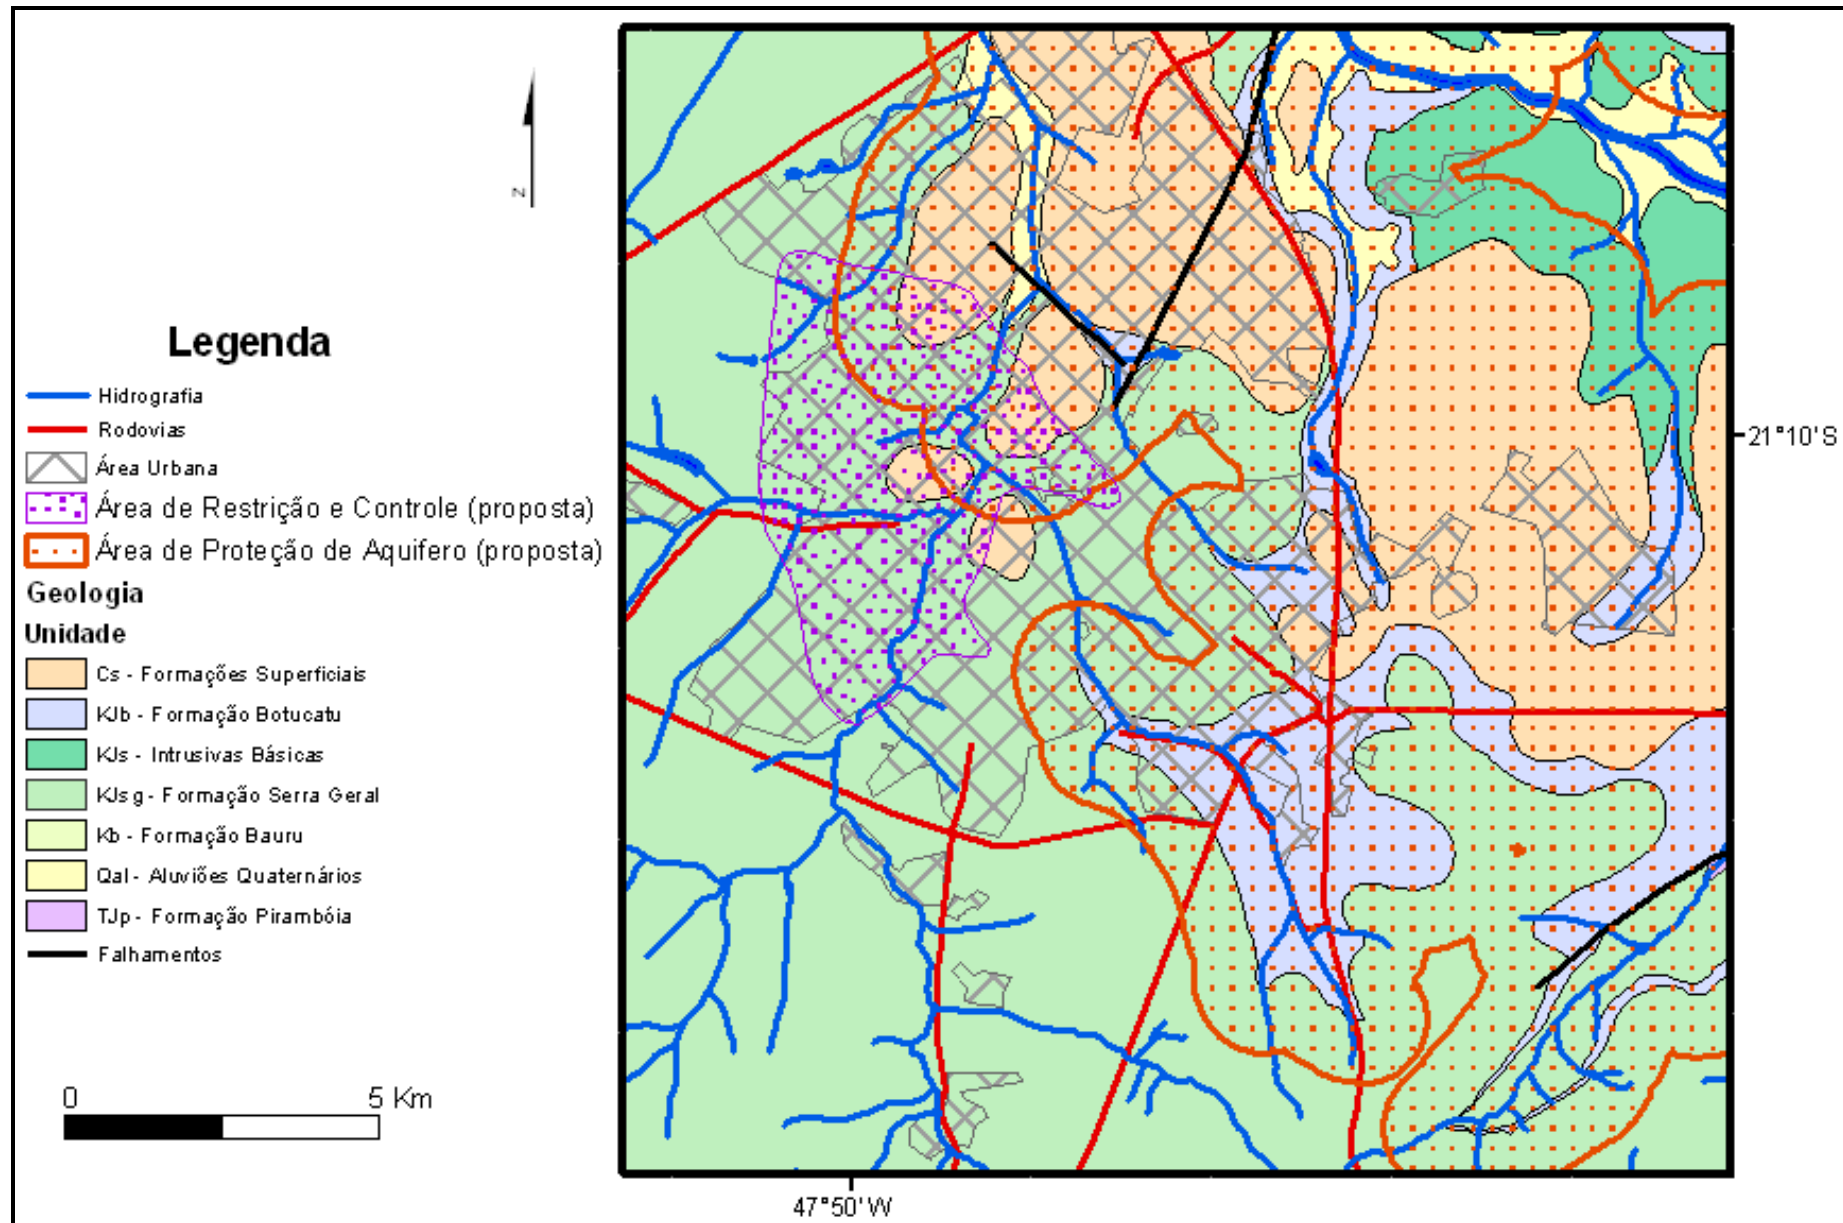 N
Legenda
Hidrografia
Rodovias
Área Urbana
Área de Restrição e Controle (proposta)
Área de Proteção de Aquifero (proposta)
Geologia
Unidade
Cs - Formações Superficiais
KJb - Formação Botucatu
KJs - Intrusivas Básicas
KJsg - Formação Serra Geral
Kb - Formação Bauru
Qal - Aluviões Quaternários
TJp - Formação Pirambóia
Falhamentos
0 5 Km
21°10'S
47°50'W